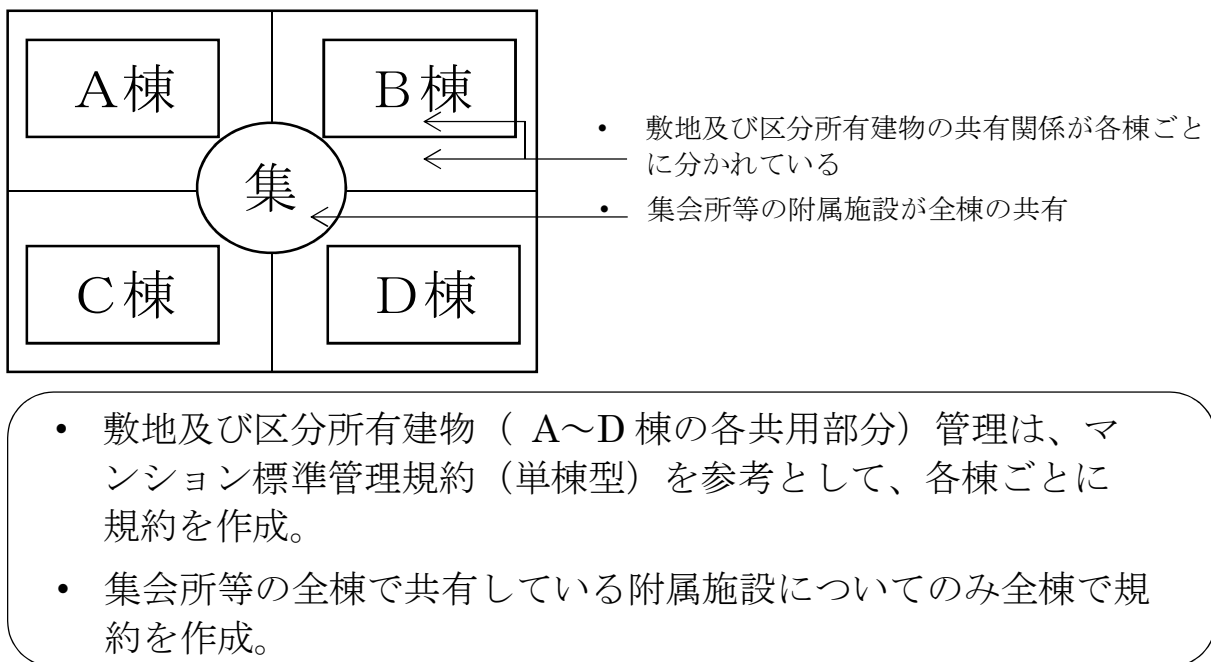 A棟
B棟
集
C棟
D棟
• 敷地及び区分所有建物の共有関係が各棟ごと
に分かれている
• 集会所等の附属施設が全棟の共有
• 敷地及び区分所有建物（ A～D 棟の各共用部分）管理は、マ
ンション標準管理規約（単棟型）を参考として、各棟ごとに
規約を作成。
• 集会所等の全棟で共有している附属施設についてのみ全棟で規
約を作成。